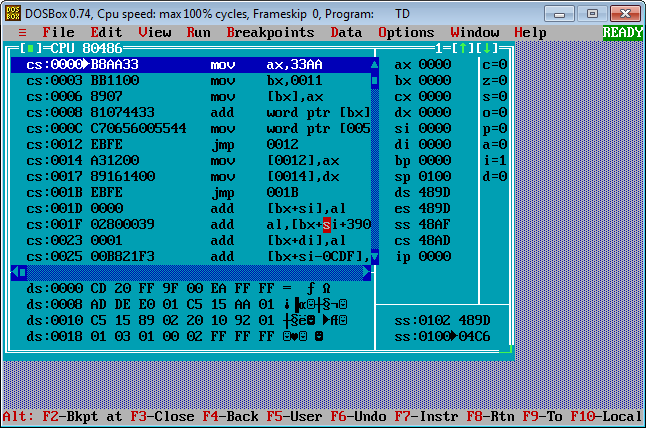 DOSBox 0.74, Cpu speed: max 100% cycles, Frameskip 0, Program: TD
≡ File Edit View Run Breakpoints Data Options Window Help READY
[■]=CPU 80486 1=[↑][↓]
cs:0000►B8AA33 mov ax,33AA ax 0000 c=0
cs:0003 BB1100 mov bx,0011 bx 0000 z=0
cs:0006 8907 mov [bx],ax cx 0000 s=0
cs:0008 81074433 add word ptr [bx] dx 0000 o=0
cs:000C C70656005544 mov word ptr [005 si 0000 p=0
cs:0012 EBFE jmp 0012 di 0000 a=0
cs:0014 A31200 mov [0012],ax bp 0000 i=1
cs:0017 89161400 mov [0014],dx sp 0100 d=0
cs:001B EBFE jmp 001B ds 489D
cs:001D 0000 add [bx+si],al es 489D
cs:001F 02800039 add al,[bx+si+390 ss 48AF
cs:0023 0001 add [bx+di],al cs 48AD
cs:0025 00B821F3 add [bx+si-0CDF], ip 0000
ds:0000 CD 20 FF 9F 00 EA FF FF = ƒ Ω
ds:0008 AD DE E0 01 C5 15 AA 01 ¡▐α☺┼§¬☺
ds:0010 C5 15 89 02 20 10 92 01 ┼§ë☻ ►Æ☺ ss:0102 489D
ds:0018 01 03 01 00 02 FF FF FF ☺♥☺ ☻ ss:0100►04C6
Alt: F2-Bkpt at F3-Close F4-Back F5-User F6-Undo F7-Instr F8-Rtn F9-To F10-Local